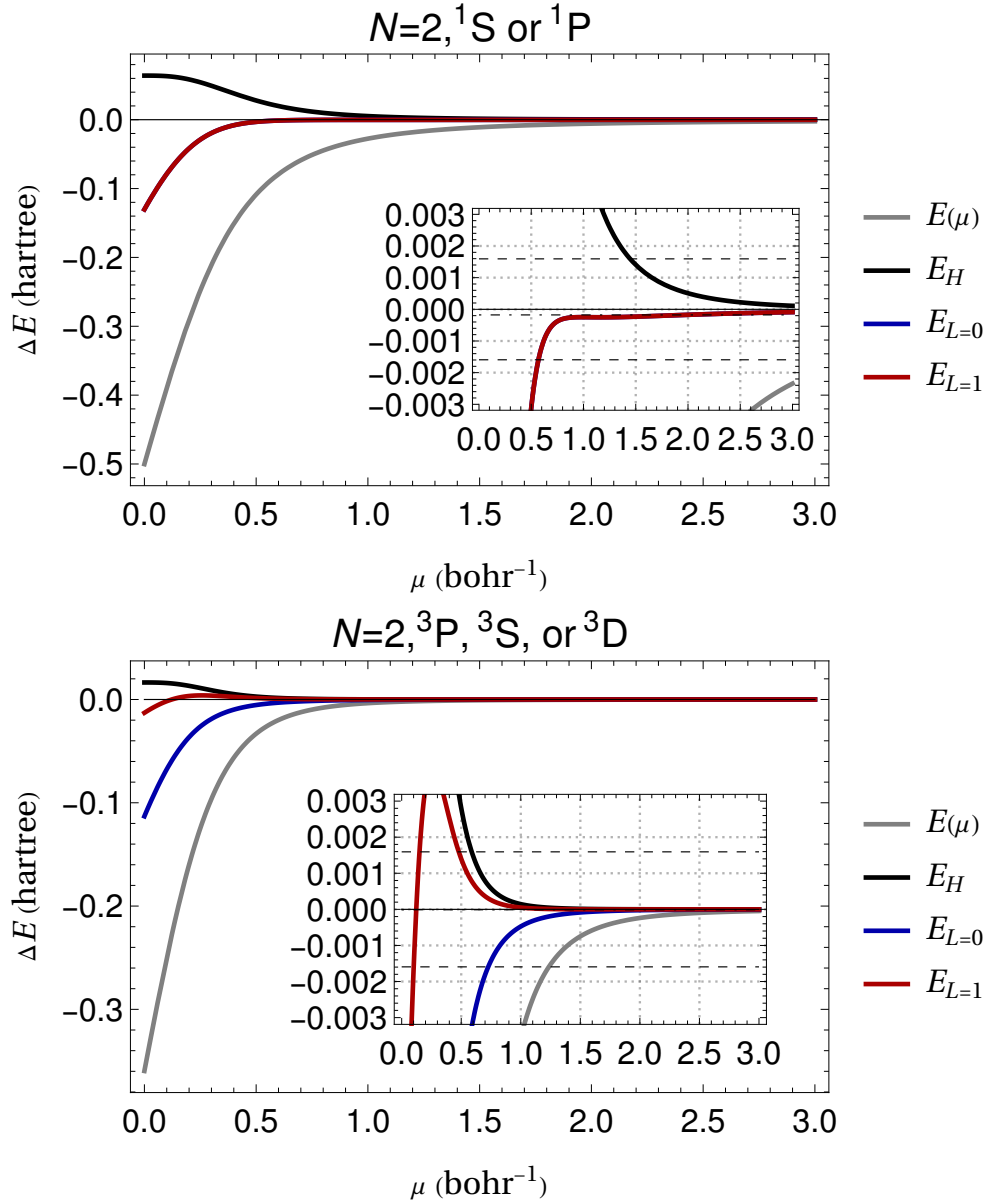 N=2,¹S or ¹P
ΔE (hartree)
0.0
−0.1
−0.2
−0.3
−0.4
−0.5
0.003
0.002
0.001
0.000
−0.001
−0.002
−0.003
0.0 0.5 1.0 1.5 2.0 2.5 3.0
0.0 0.5 1.0 1.5 2.0 2.5 3.0
μ (bohr⁻¹)
E(μ)
E_H
E_{L=0}
E_{L=1}
N=2,³P, ³S, or ³D
ΔE (hartree)
0.0
−0.1
−0.2
−0.3
0.003
0.002
0.001
0.000
−0.001
−0.002
−0.003
0.0 0.5 1.0 1.5 2.0 2.5 3.0
0.0 0.5 1.0 1.5 2.0 2.5 3.0
μ (bohr⁻¹)
E(μ)
E_H
E_{L=0}
E_{L=1}